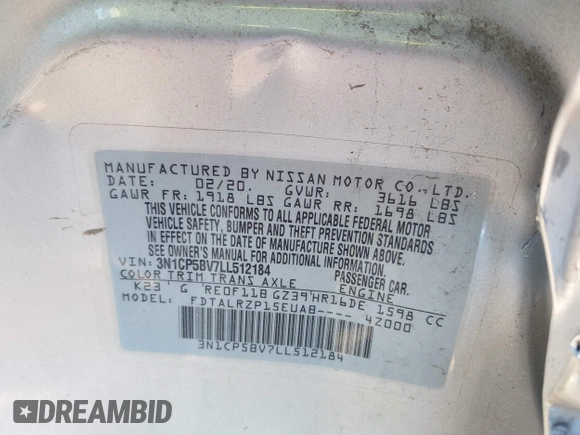 MANUFACTURED BY NISSAN MOTOR CO.,LTD.
DATE: 02/20. GVWR: 3616 LBS
GAWR FR: 1918 LBS GAWR RR: 1698 LBS
THIS VEHICLE CONFORMS TO ALL APPLICABLE FEDERAL MOTOR
VEHICLE SAFETY, BUMPER AND THEFT PREVENTION STANDARDS
IN EFFECT ON THE DATE OF MANUFACTURE SHOWN ABOVE.
SEE OWNER'S MANUAL FOR ADDITIONAL INFORMATION.
VIN: 3N1CP5BV7LL512184 PASSENGER CAR.
COLOR TRIM TRANS AXLE ENGINE
K23 G RE0F11B GZ39 HR16DE 1598 CC
MODEL: FDTALRZP15EUAB---- 4Z000
3N1CP5BV7LL512184
DREAMBID